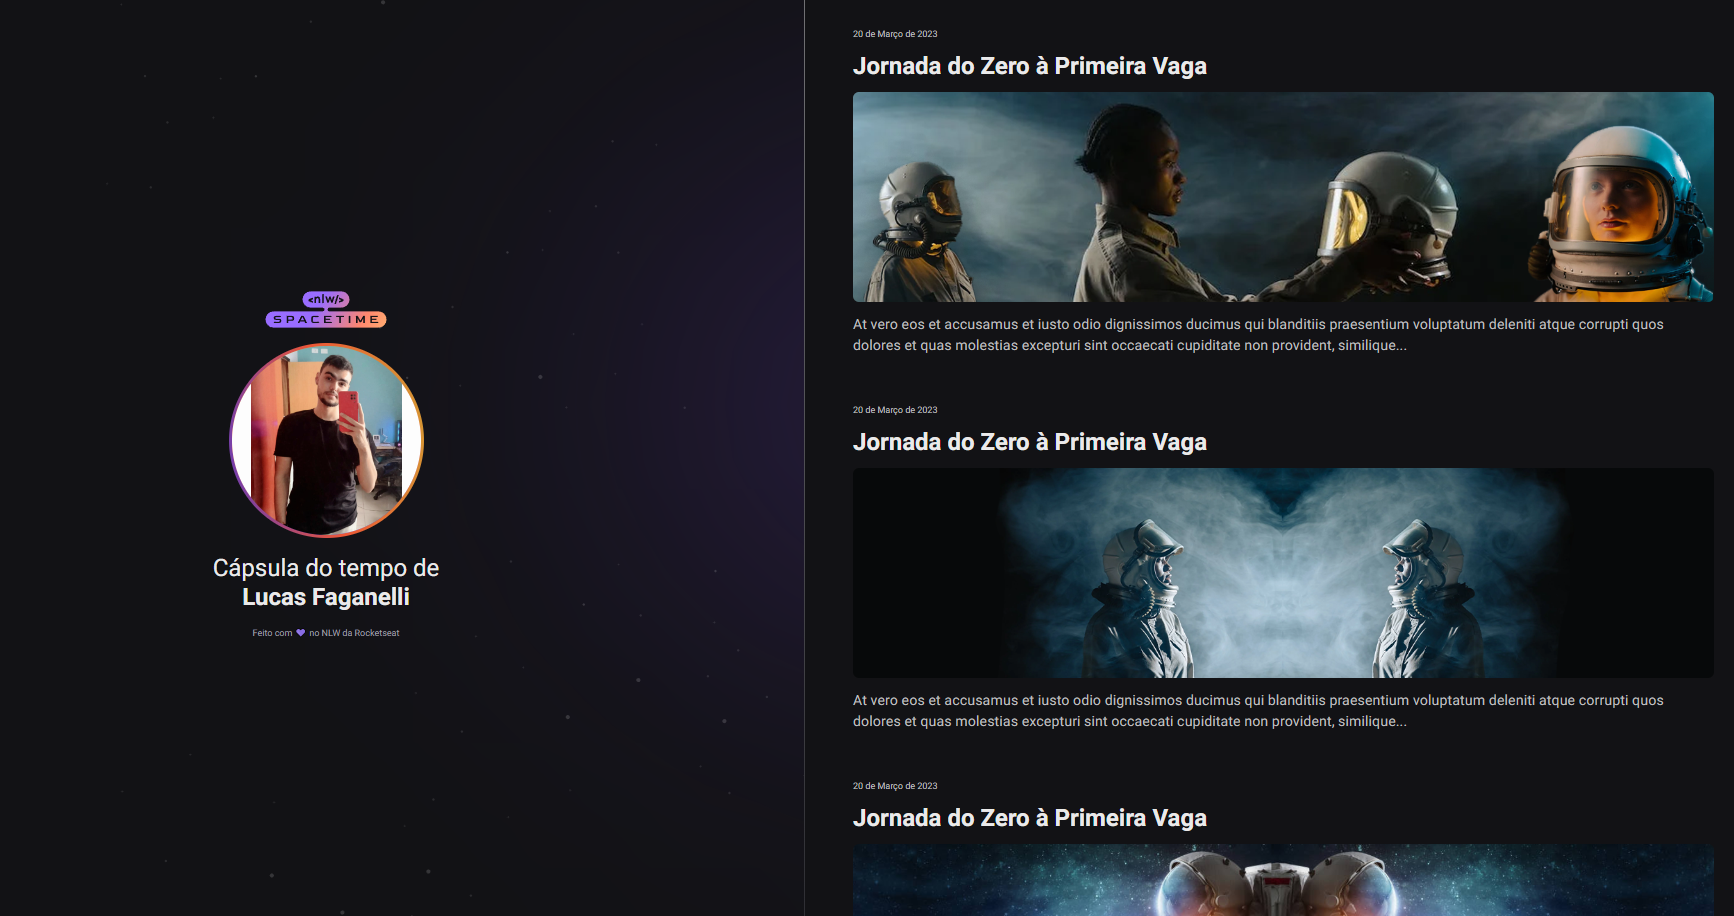 <nlw/>
SPACETIME
Cápsula do tempo de
Lucas Faganelli
Feito com 💜 no NLW da Rocketseat
20 de Março de 2023
Jornada do Zero à Primeira Vaga
At vero eos et accusamus et iusto odio dignissimos ducimus qui blanditiis praesentium voluptatum deleniti atque corrupti quos
dolores et quas molestias excepturi sint occaecati cupiditate non provident, similique...
20 de Março de 2023
Jornada do Zero à Primeira Vaga
At vero eos et accusamus et iusto odio dignissimos ducimus qui blanditiis praesentium voluptatum deleniti atque corrupti quos
dolores et quas molestias excepturi sint occaecati cupiditate non provident, similique...
20 de Março de 2023
Jornada do Zero à Primeira Vaga